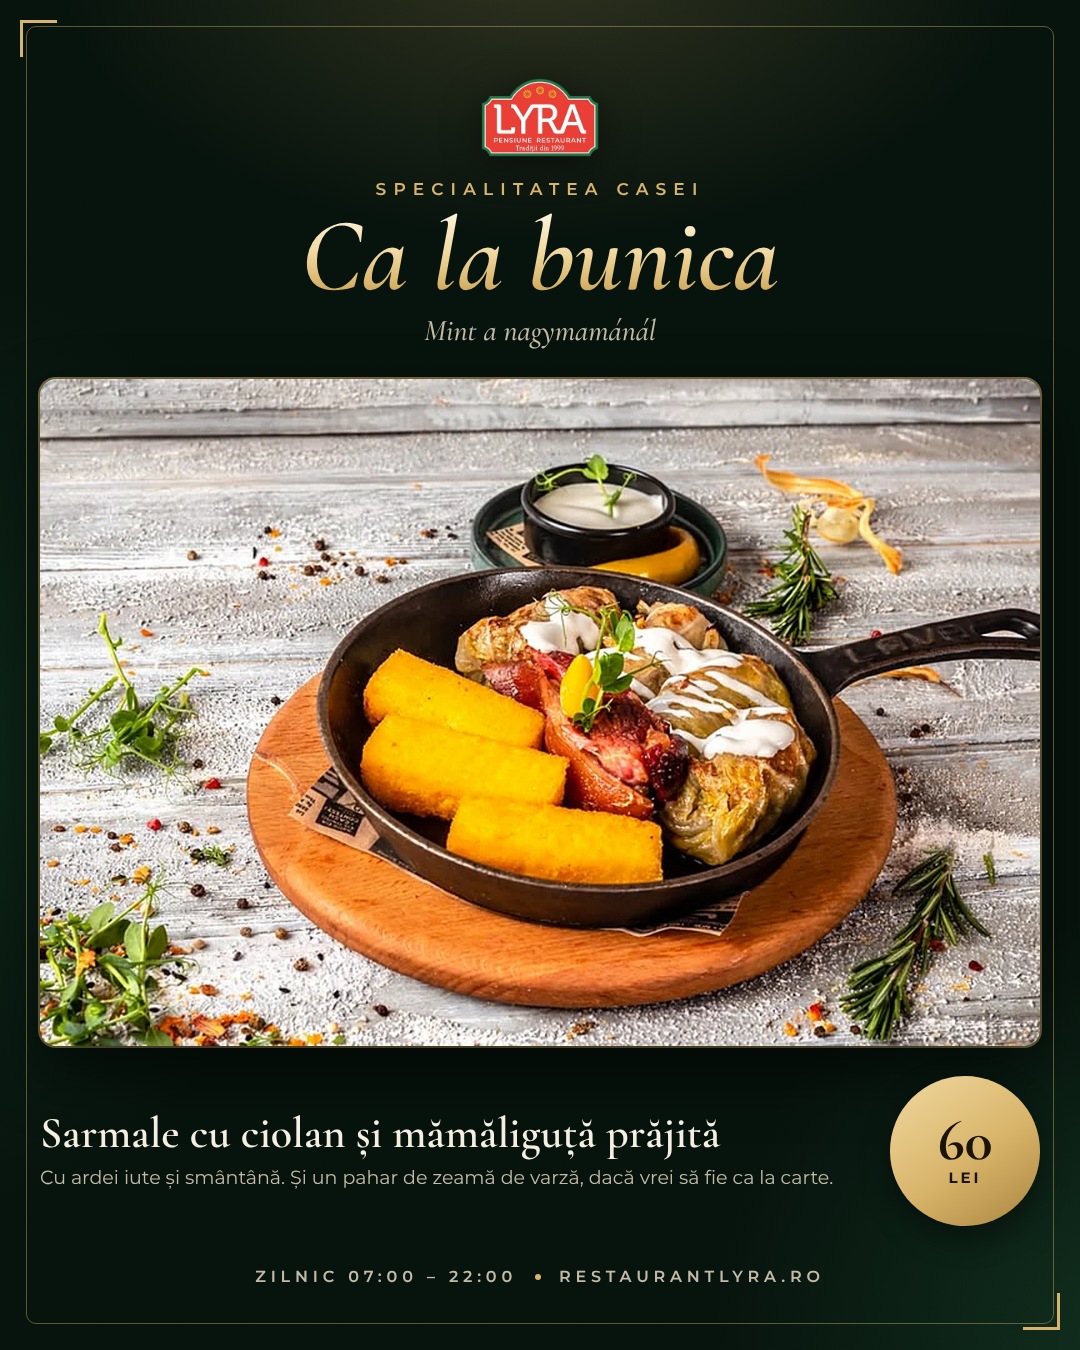 LYRA
PENSIUNE RESTAURANT
Tradiții din 1999
SPECIALITATEA CASEI
Ca la bunica
Mint a nagymamánál
Sarmale cu ciolan și mămăliguță prăjită
Cu ardei iute și smântână. Și un pahar de zeamă de varză, dacă vrei să fie ca la carte.
60
LEI
ZILNIC 07:00 – 22:00 • RESTAURANTLYRA.RO